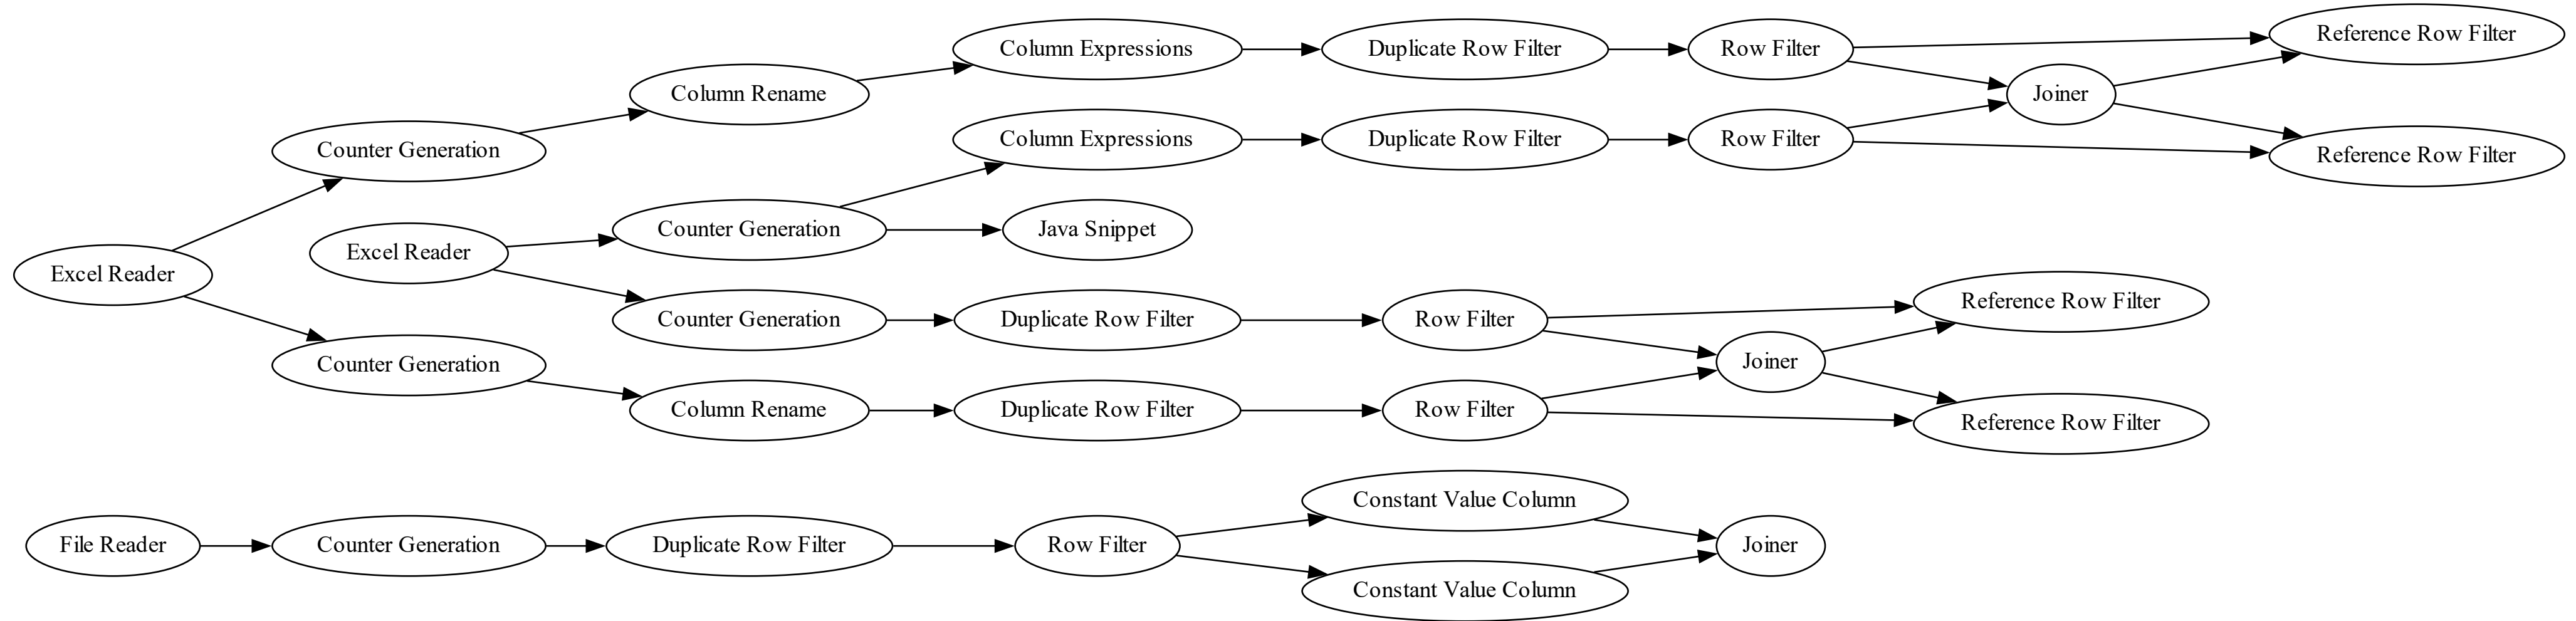 Reference Row Filter
Column Expressions
Duplicate Row Filter
Row Filter
Column Rename
Joiner
Counter Generation
Column Expressions
Duplicate Row Filter
Row Filter
Reference Row Filter
Counter Generation
Java Snippet
Excel Reader
Excel Reader
Counter Generation
Duplicate Row Filter
Row Filter
Reference Row Filter
Counter Generation
Joiner
Column Rename
Duplicate Row Filter
Row Filter
Reference Row Filter
Constant Value Column
File Reader
Counter Generation
Duplicate Row Filter
Row Filter
Joiner
Constant Value Column